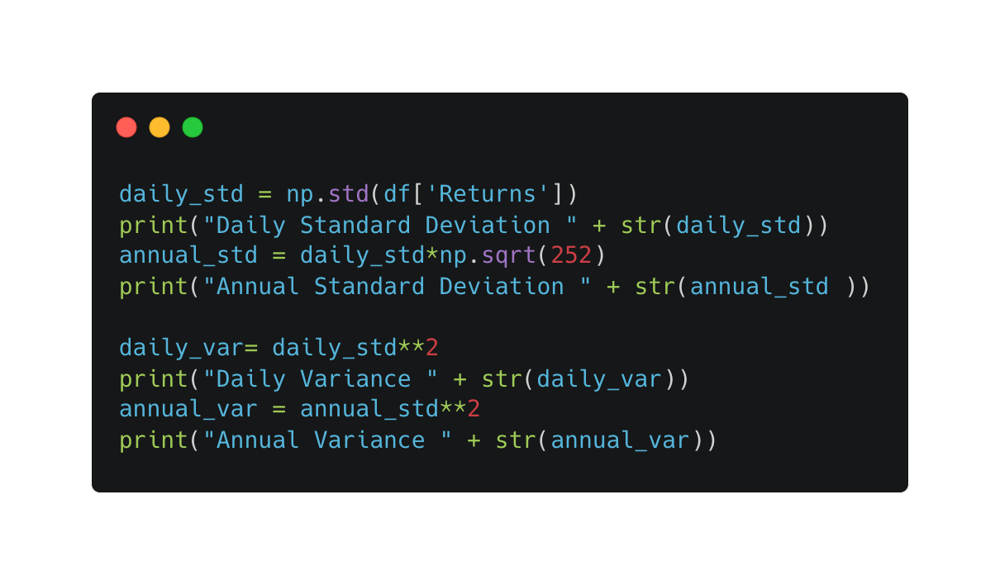 daily_std = np.std(df['Returns'])
print("Daily Standard Deviation " + str(daily_std))
annual_std = daily_std*np.sqrt(252)
print("Annual Standard Deviation " + str(annual_std ))
daily_var= daily_std**2
print("Daily Variance " + str(daily_var))
annual_var = annual_std**2
print("Annual Variance " + str(annual_var))